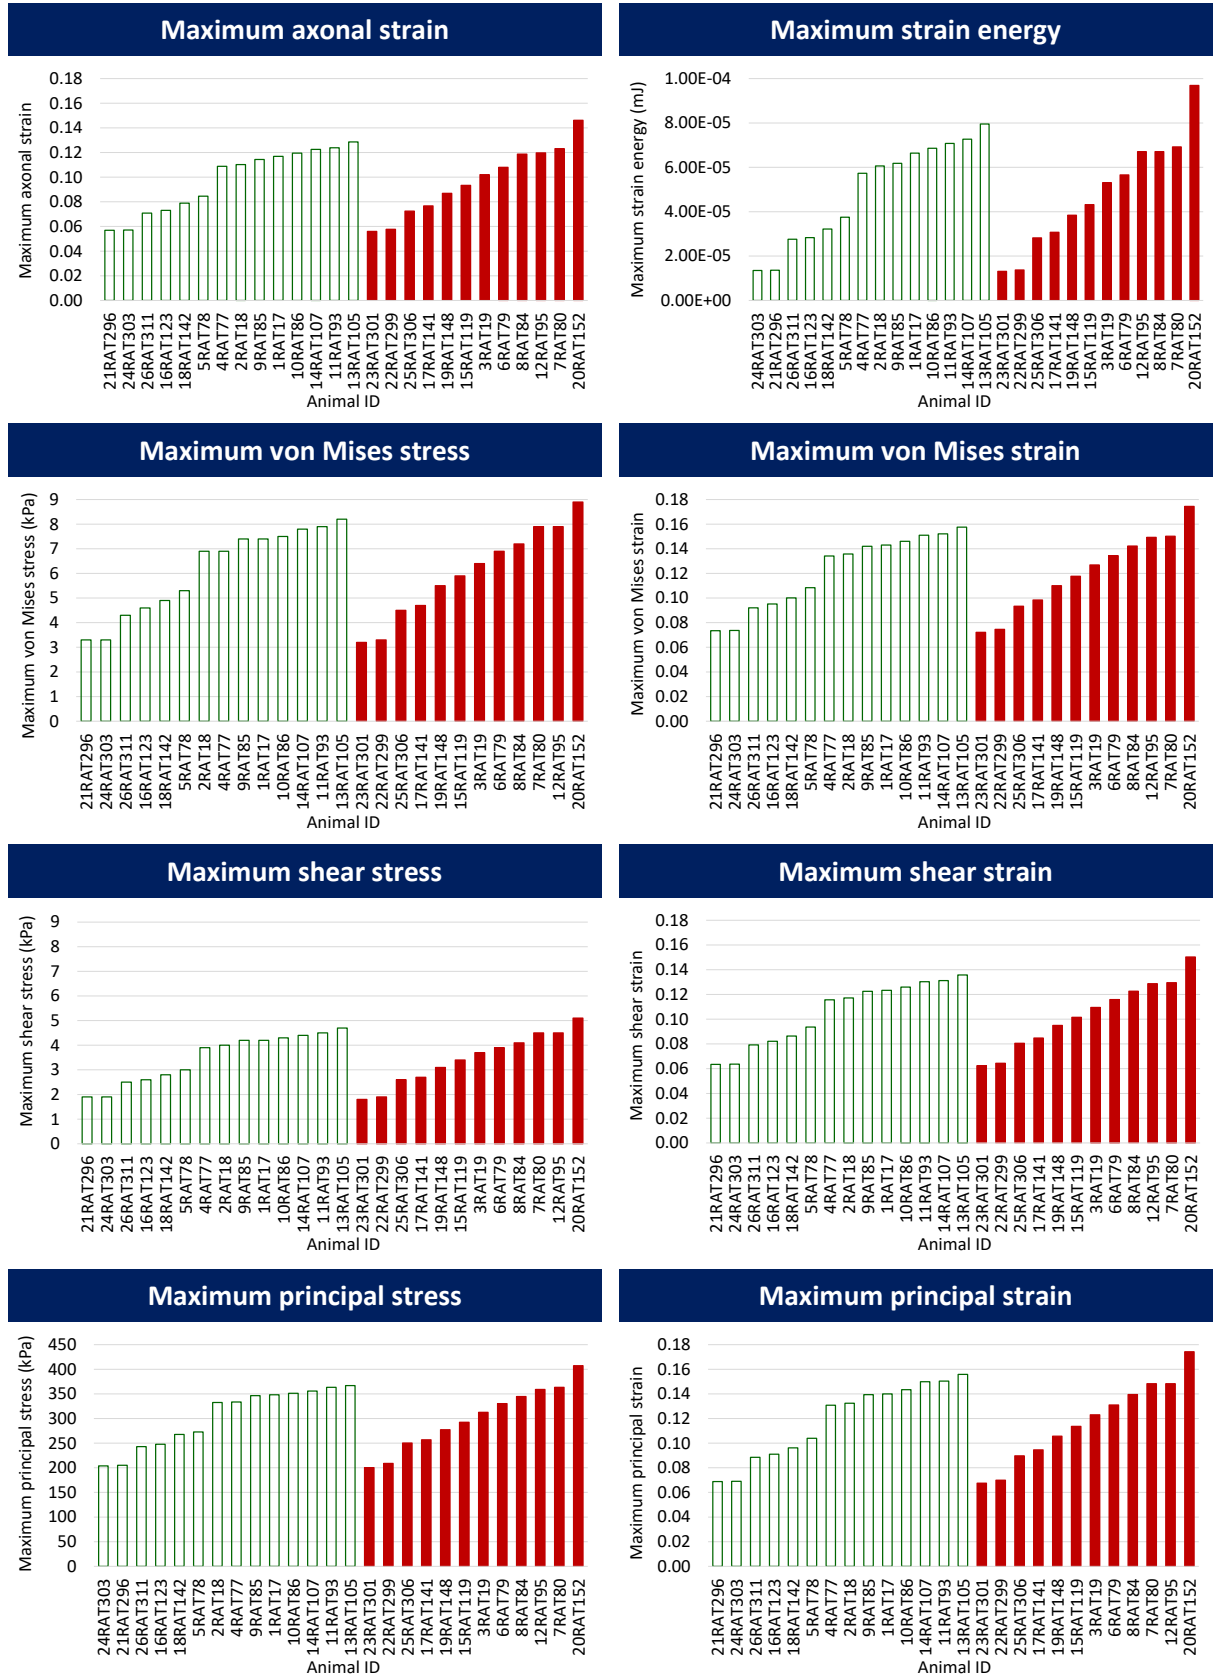 Maximum axonal strain
Maximum axonal strain
0.18
0.16
0.14
0.12
0.10
0.08
0.06
0.04
0.02
0.00
21RAT296
24RAT303
26RAT311
16RAT123
18RAT142
5RAT78
4RAT77
2RAT18
9RAT85
1RAT17
10RAT86
14RAT107
11RAT93
13RAT105
23RAT301
22RAT299
25RAT306
17RAT141
19RAT148
15RAT119
3RAT19
6RAT79
8RAT84
12RAT95
7RAT80
20RAT152
Animal ID
Maximum strain energy
Maximum strain energy (mJ)
1.00E-04
8.00E-05
6.00E-05
4.00E-05
2.00E-05
0.00E+00
24RAT303
21RAT296
26RAT311
16RAT123
18RAT142
5RAT78
4RAT77
2RAT18
9RAT85
1RAT17
10RAT86
11RAT93
14RAT107
13RAT105
23RAT301
22RAT299
25RAT306
17RAT141
19RAT148
15RAT119
3RAT19
6RAT79
12RAT95
8RAT84
7RAT80
20RAT152
Animal ID
Maximum von Mises stress
Maximum von Mises stress (kPa)
9
8
7
6
5
4
3
2
1
0
21RAT296
24RAT303
26RAT311
16RAT123
18RAT142
5RAT78
2RAT18
4RAT77
9RAT85
1RAT17
10RAT86
14RAT107
11RAT93
13RAT105
23RAT301
22RAT299
25RAT306
17RAT141
19RAT148
15RAT119
3RAT19
6RAT79
8RAT84
7RAT80
12RAT95
20RAT152
Animal ID
Maximum von Mises strain
Maximum von Mises strain
0.18
0.16
0.14
0.12
0.10
0.08
0.06
0.04
0.02
0.00
21RAT296
24RAT303
26RAT311
16RAT123
18RAT142
5RAT78
4RAT77
2RAT18
9RAT85
1RAT17
10RAT86
11RAT93
14RAT107
13RAT105
23RAT301
22RAT299
25RAT306
17RAT141
19RAT148
15RAT119
3RAT19
6RAT79
8RAT84
12RAT95
7RAT80
20RAT152
Animal ID
Maximum shear stress
Maximum shear stress (kPa)
9
8
7
6
5
4
3
2
1
0
21RAT296
24RAT303
26RAT311
16RAT123
18RAT142
5RAT78
4RAT77
2RAT18
9RAT85
1RAT17
10RAT86
14RAT107
11RAT93
13RAT105
23RAT301
22RAT299
25RAT306
17RAT141
19RAT148
15RAT119
3RAT19
6RAT79
8RAT84
7RAT80
12RAT95
20RAT152
Animal ID
Maximum shear strain
Maximum shear strain
0.18
0.16
0.14
0.12
0.10
0.08
0.06
0.04
0.02
0.00
21RAT296
24RAT303
26RAT311
16RAT123
18RAT142
5RAT78
4RAT77
2RAT18
9RAT85
1RAT17
10RAT86
11RAT93
14RAT107
13RAT105
23RAT301
22RAT299
25RAT306
17RAT141
19RAT148
15RAT119
3RAT19
6RAT79
8RAT84
12RAT95
7RAT80
20RAT152
Animal ID
Maximum principal stress
Maximum principal stress (kPa)
450
400
350
300
250
200
150
100
50
0
24RAT303
21RAT296
26RAT311
16RAT123
18RAT142
5RAT78
2RAT18
4RAT77
9RAT85
1RAT17
10RAT86
14RAT107
11RAT93
13RAT105
23RAT301
22RAT299
25RAT306
17RAT141
19RAT148
15RAT119
3RAT19
6RAT79
8RAT84
12RAT95
7RAT80
20RAT152
Animal ID
Maximum principal strain
Maximum principal strain
0.18
0.16
0.14
0.12
0.10
0.08
0.06
0.04
0.02
0.00
21RAT296
24RAT303
26RAT311
16RAT123
18RAT142
5RAT78
4RAT77
2RAT18
9RAT85
1RAT17
10RAT86
14RAT107
11RAT93
13RAT105
23RAT301
22RAT299
25RAT306
17RAT141
19RAT148
15RAT119
3RAT19
6RAT79
8RAT84
7RAT80
12RAT95
20RAT152
Animal ID